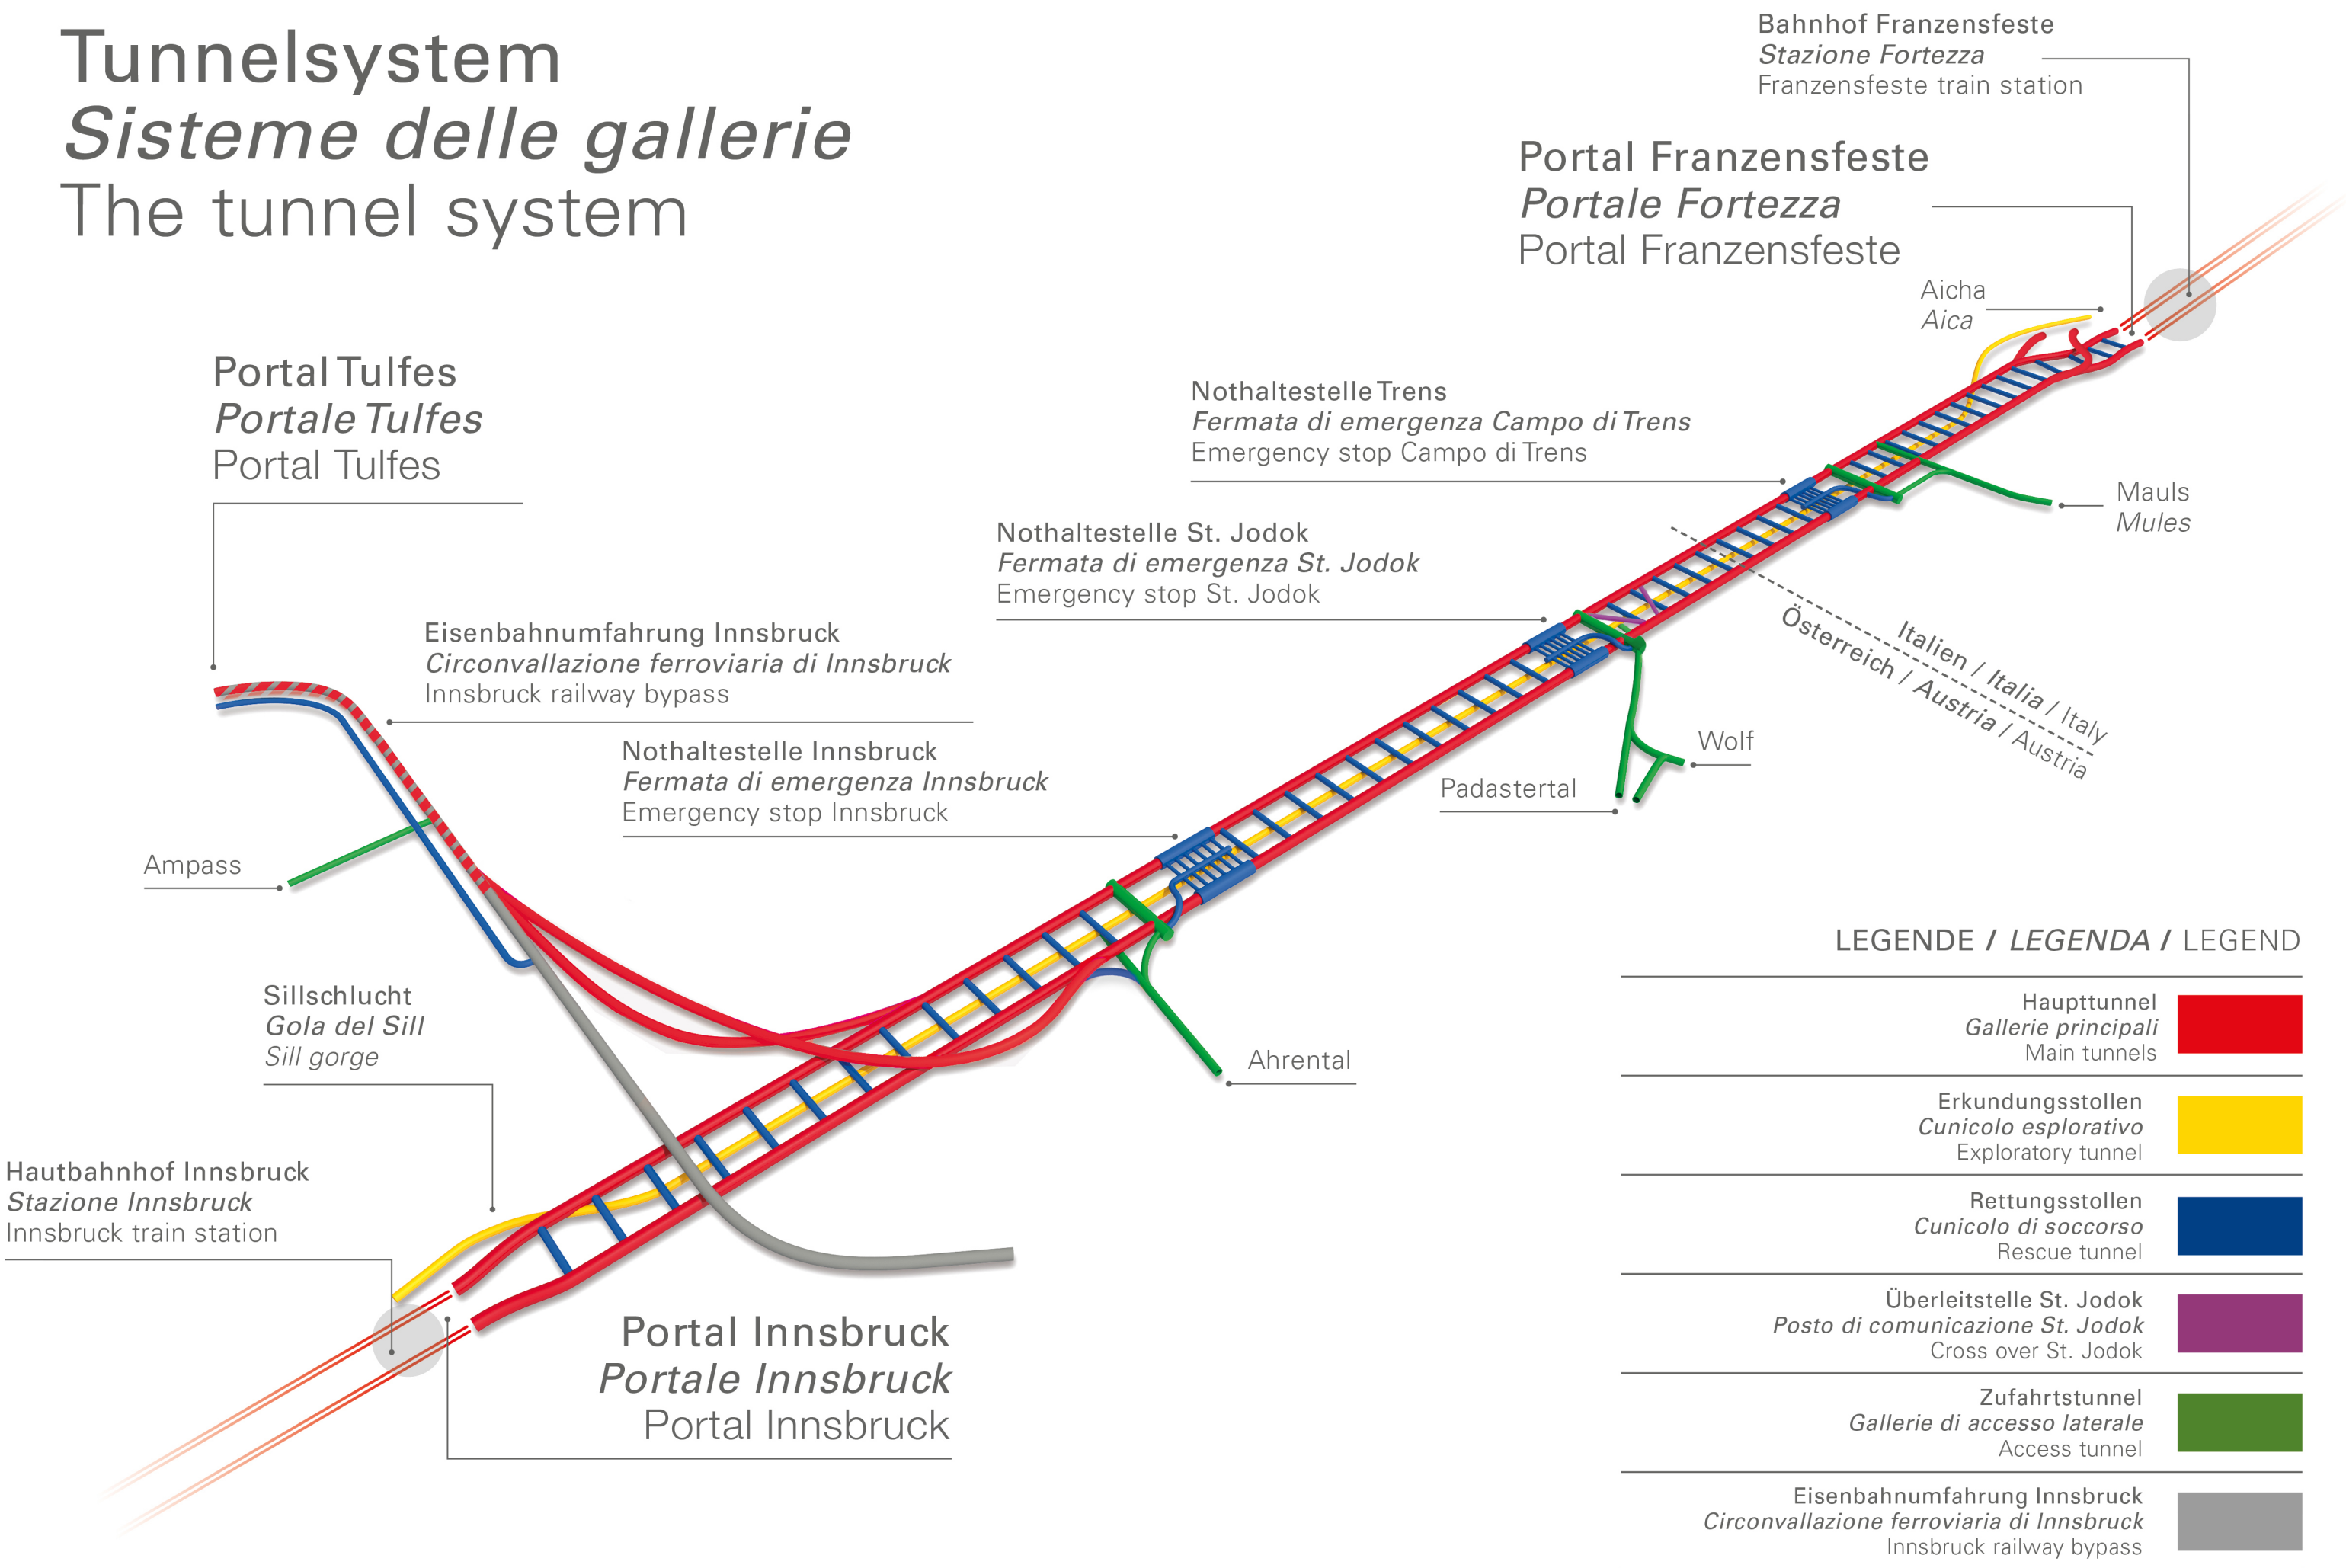 Tunnelsystem
Sisteme delle gallerie
The tunnel system
Bahnhof Franzensfeste
Stazione Fortezza
Franzensfeste train station
Portal Franzensfeste
Portale Fortezza
Portal Franzensfeste
Aicha
Aica
Portal Tulfes
Portale Tulfes
Portal Tulfes
Nothaltestelle Trens
Fermata di emergenza Campo di Trens
Emergency stop Campo di Trens
Mauls
Mules
Nothaltestelle St. Jodok
Fermata di emergenza St. Jodok
Emergency stop St. Jodok
Eisenbahnumfahrung Innsbruck
Circonvallazione ferroviaria di Innsbruck
Innsbruck railway bypass
Italien / Italia / Italy
Österreich / Austria / Austria
Nothaltestelle Innsbruck
Fermata di emergenza Innsbruck
Emergency stop Innsbruck
Wolf
Padastertal
Ampass
Sillschlucht
Gola del Sill
Sill gorge
Ahrental
Hautbahnhof Innsbruck
Stazione Innsbruck
Innsbruck train station
Portal Innsbruck
Portale Innsbruck
Portal Innsbruck
LEGENDE / LEGENDA / LEGEND
Haupttunnel
Gallerie principali
Main tunnels
Erkundungsstollen
Cunicolo esplorativo
Exploratory tunnel
Rettungsstollen
Cunicolo di soccorso
Rescue tunnel
Überleitstelle St. Jodok
Posto di comunicazione St. Jodok
Cross over St. Jodok
Zufahrtstunnel
Gallerie di accesso laterale
Access tunnel
Eisenbahnumfahrung Innsbruck
Circonvallazione ferroviaria di Innsbruck
Innsbruck railway bypass